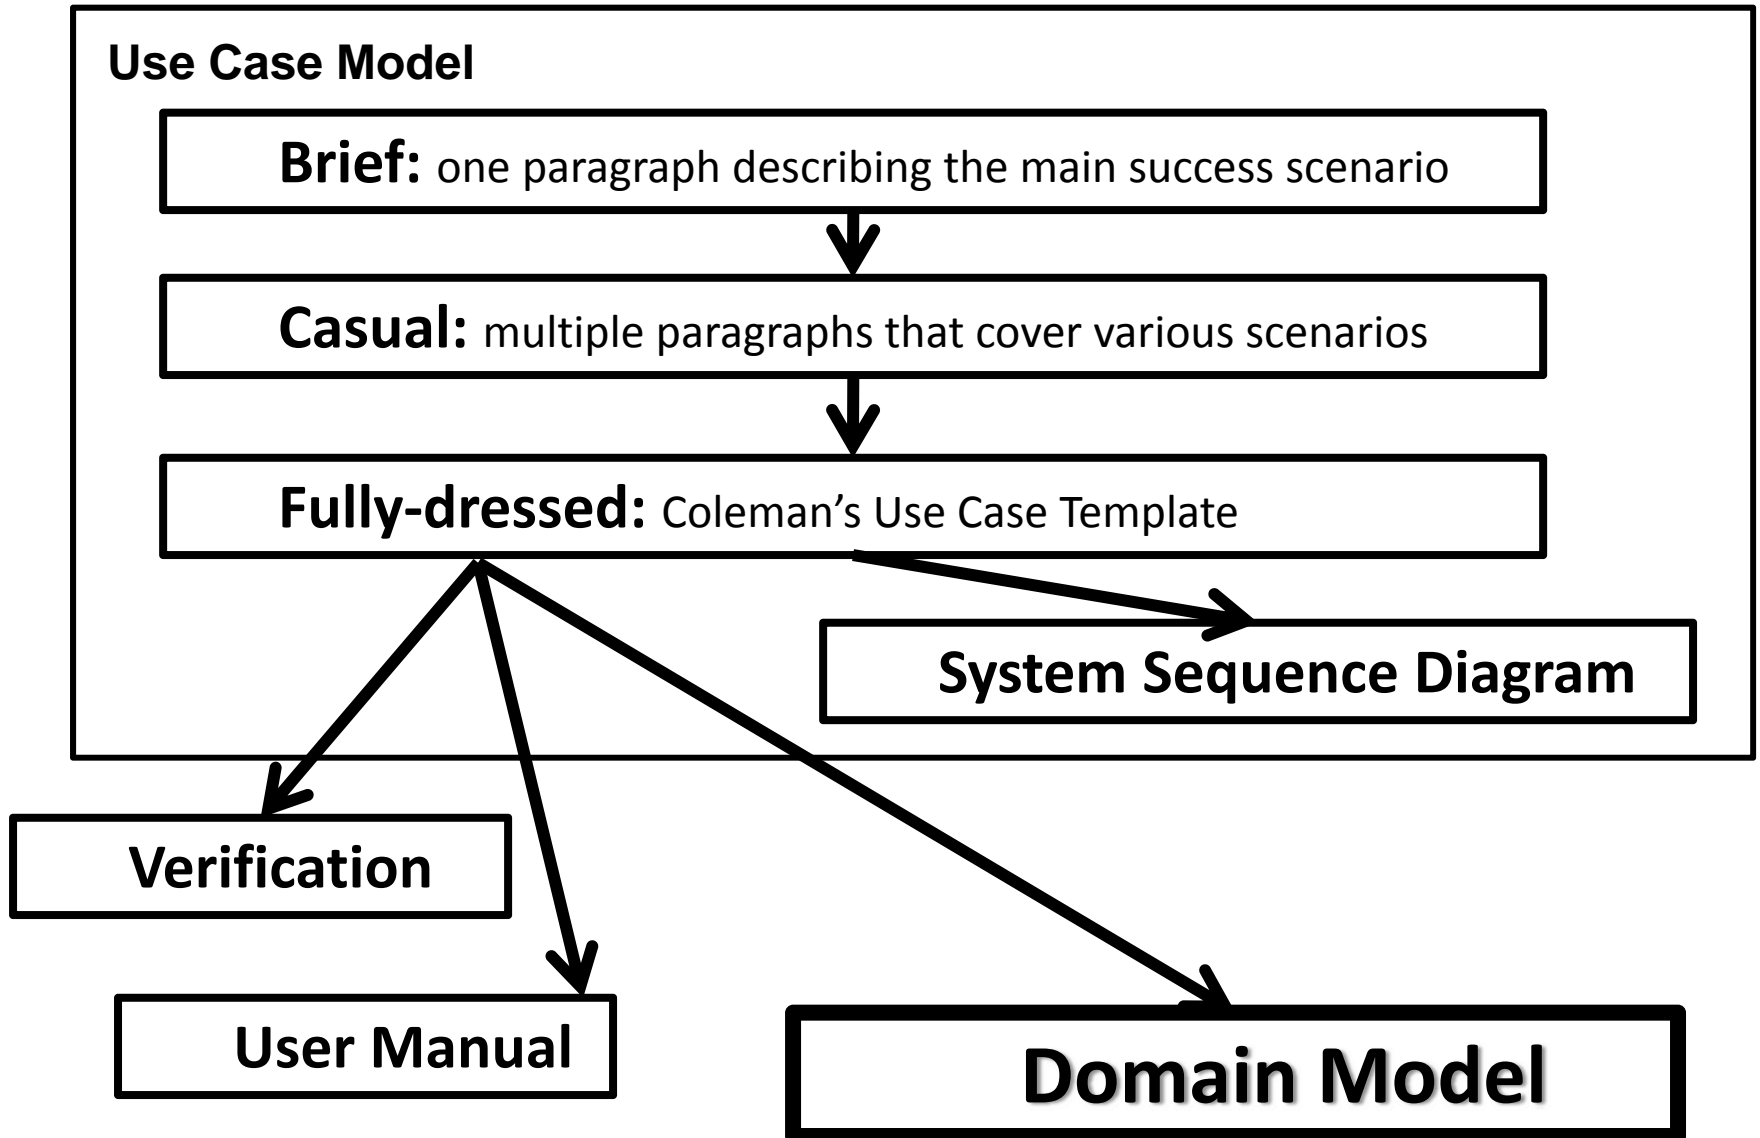 Use Case Model
Brief: one paragraph describing the main success scenario
Casual: multiple paragraphs that cover various scenarios
Fully-dressed: Coleman’s Use Case Template
System Sequence Diagram
Verification
User Manual
Domain Model